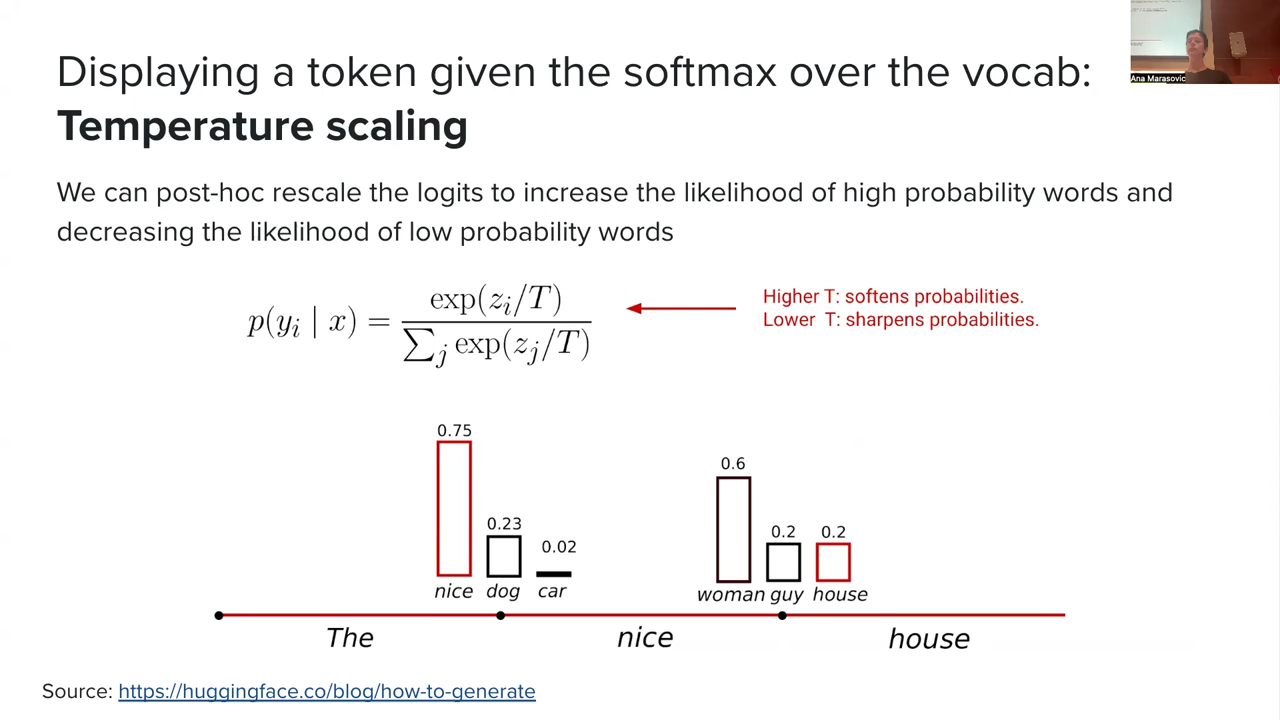 Displaying a token given the softmax over the vocab:
Temperature scaling
Ana Marasovic
We can post-hoc rescale the logits to increase the likelihood of high probability words and
decreasing the likelihood of low probability words
p(y_i | x) = exp(z_i/T) / ∑_j exp(z_j/T)
Higher T: softens probabilities.
Lower T: sharpens probabilities.
0.75
0.23
0.02
nice dog car
0.6
0.2
0.2
woman guy house
The nice house
Source: https://huggingface.co/blog/how-to-generate